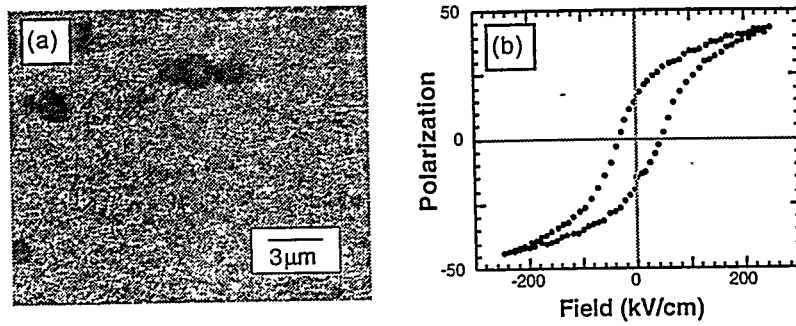 (a)
3μm
(b)
50
0
-50
Polarization
-200
0
200
Field (kV/cm)